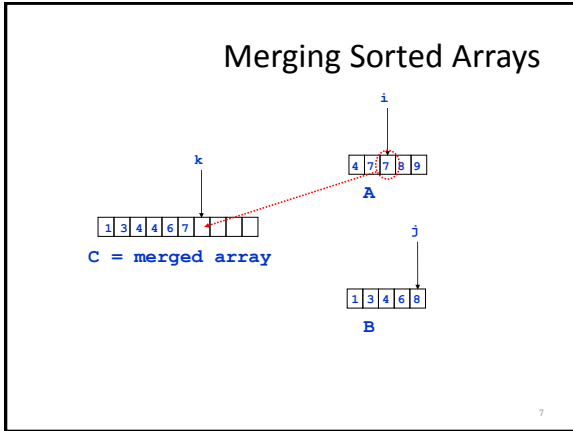 Merging Sorted Arrays
i
k
4 7 7 8 9
A
j
1 3 4 4 6 7
C = merged array
1 3 4 6 8
B
7